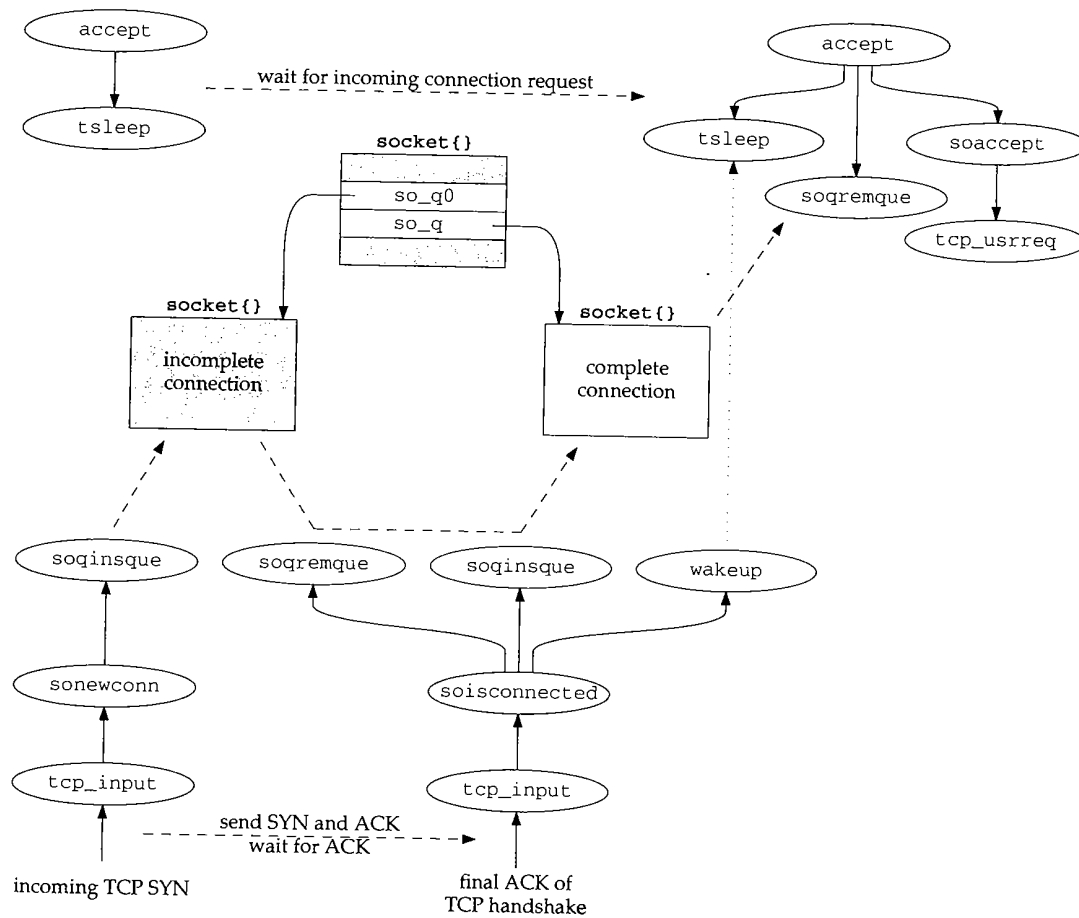 accept
accept
wait for incoming connection request
tsleep
tsleep
soaccept
socket{}
so_q0
so_q
soqremque
tcp_usrreq
socket{}
socket{}
incomplete
connection
complete
connection
soqinsque
soqremque
soqinsque
wakeup
sonewconn
soisconnected
tcp_input
tcp_input
send SYN and ACK
wait for ACK
incoming TCP SYN
final ACK of
TCP handshake